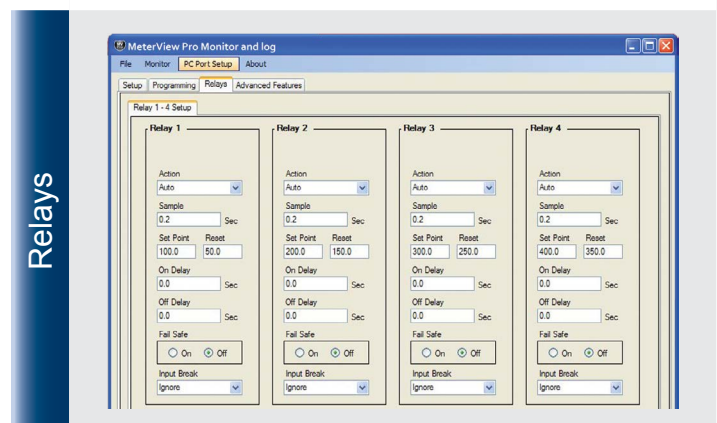 Relays
MeterView Pro Monitor and log
File Monitor PC Port Setup About
Setup Programming Relays Advanced Features
Relay 1 - 4 Setup
Relay 1 Relay 2 Relay 3 Relay 4
Action Action Action Action
Auto Auto Auto Auto
Sample Sample Sample Sample
0.2 Sec 0.2 Sec 0.2 Sec 0.2 Sec
Set Point Reset Set Point Reset Set Point Reset Set Point Reset
100.0 50.0 200.0 150.0 300.0 250.0 400.0 350.0
On Delay On Delay On Delay On Delay
0.0 Sec 0.0 Sec 0.0 Sec 0.0 Sec
Off Delay Off Delay Off Delay Off Delay
0.0 Sec 0.0 Sec 0.0 Sec 0.0 Sec
Fail Safe Fail Safe Fail Safe Fail Safe
On Off On Off On Off On Off
Input Break Input Break Input Break Input Break
Ignore Ignore Ignore Ignore